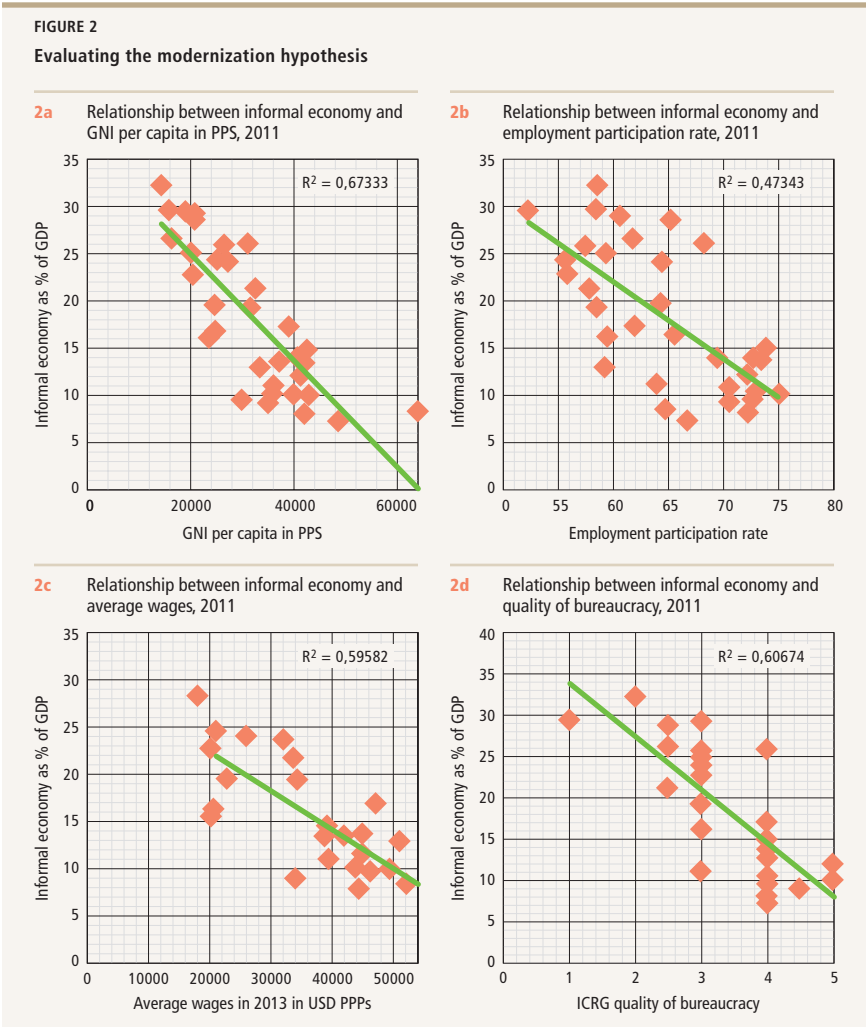 FIGURE 2
Evaluating the modernization hypothesis
2a Relationship between informal economy and
GNI per capita in PPS, 2011
35
30
25
20
15
10
5
0
Informal economy as % of GDP
R² = 0,67333
0 20000 40000 60000
GNI per capita in PPS
2b Relationship between informal economy and
employment participation rate, 2011
35
30
25
20
15
10
5
0
Informal economy as % of GDP
R² = 0,47343
0 55 60 65 70 75 80
Employment participation rate
2c Relationship between informal economy and
average wages, 2011
35
30
25
20
15
10
5
0
Informal economy as % of GDP
R² = 0,59582
0 10000 20000 30000 40000 50000
Average wages in 2013 in USD PPPs
2d Relationship between informal economy and
quality of bureaucracy, 2011
40
35
30
25
20
15
10
5
0
Informal economy as % of GDP
R² = 0,60674
0 1 2 3 4 5
ICRG quality of bureaucracy